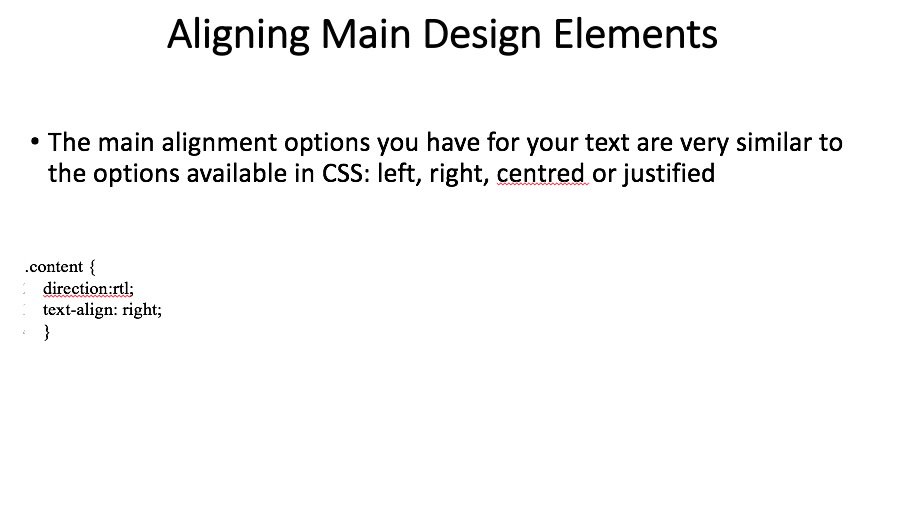 Aligning Main Design Elements
• The main alignment options you have for your text are very similar to
the options available in CSS: left, right, centred or justified
.content {
direction:rtl;
text-align: right;
}